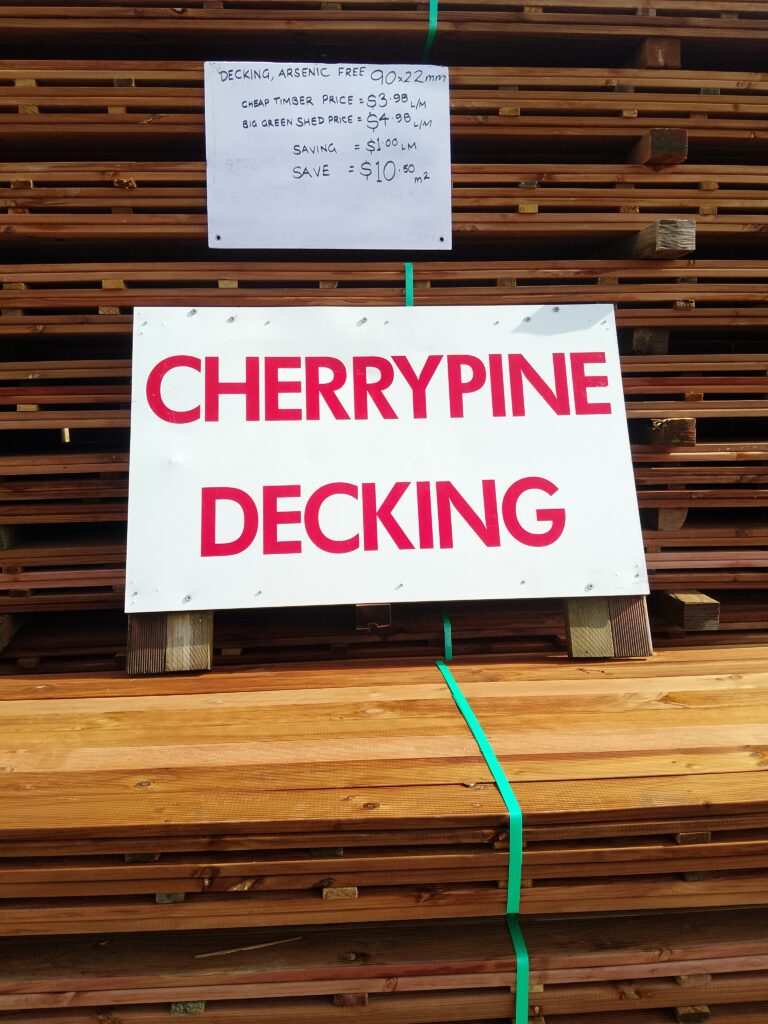 DECKING, ARSENIC FREE 90x22mm
CHEAP TIMBER PRICE = $3.98 L/M
BIG GREEN SHED PRICE = $4.98 L/M
SAVING = $1.00 LM
SAVE = $10.50 m2
CHERRYPINE
DECKING